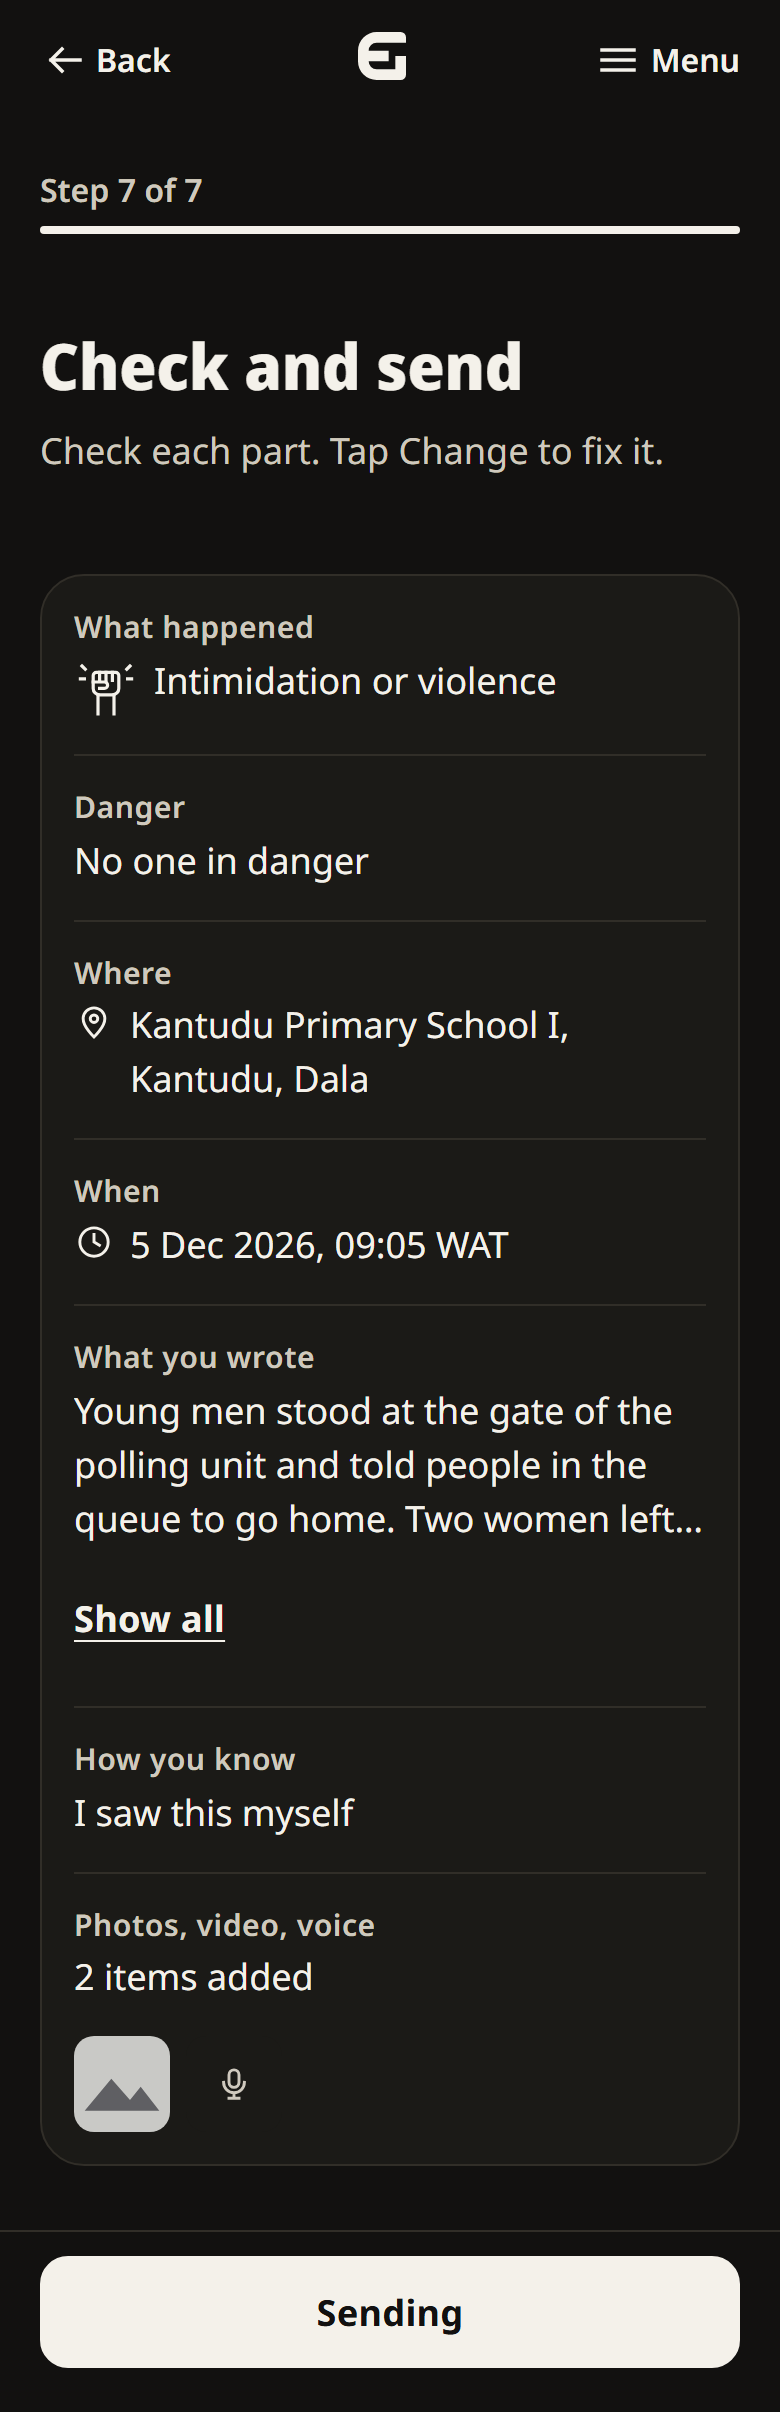 Back
Menu
Step 7 of 7
Check and send
Check each part. Tap Change to fix it.
What happened
Intimidation or violence
Danger
No one in danger
Where
Kantudu Primary School I,
Kantudu, Dala
When
5 Dec 2026, 09:05 WAT
What you wrote
Young men stood at the gate of the
polling unit and told people in the
queue to go home. Two women left…
Show all
How you know
I saw this myself
Photos, video, voice
2 items added
Sending